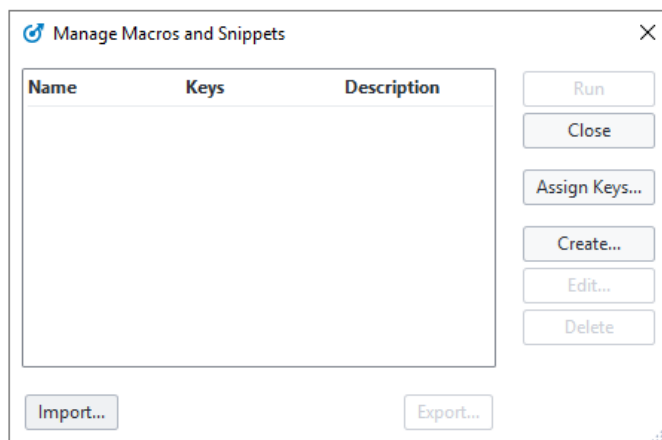 Manage Macros and Snippets
Name Keys Description
Run
Close
Assign Keys...
Create...
Edit...
Delete
Import... Export...